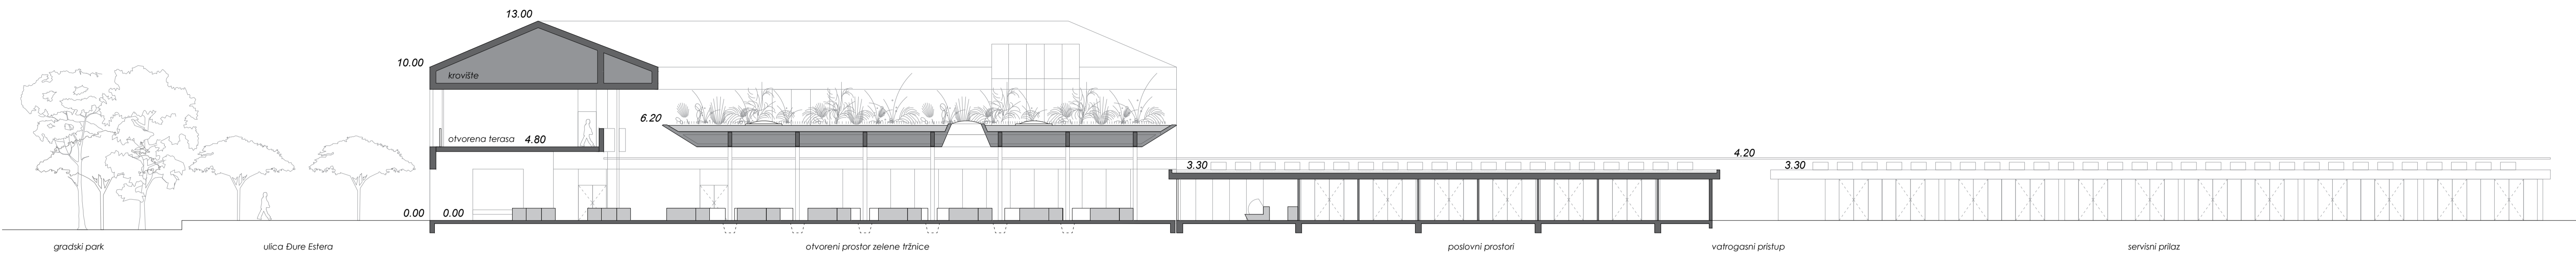 13.00
10.00
krovište
6.20
otvorena terasa 4.80
4.20
3.30
3.30
0.00
0.00
gradski park
ulica Đure Estera
otvoreni prostor zelene tržnice
poslovni prostori
vatrogasni pristup
servisni prilaz